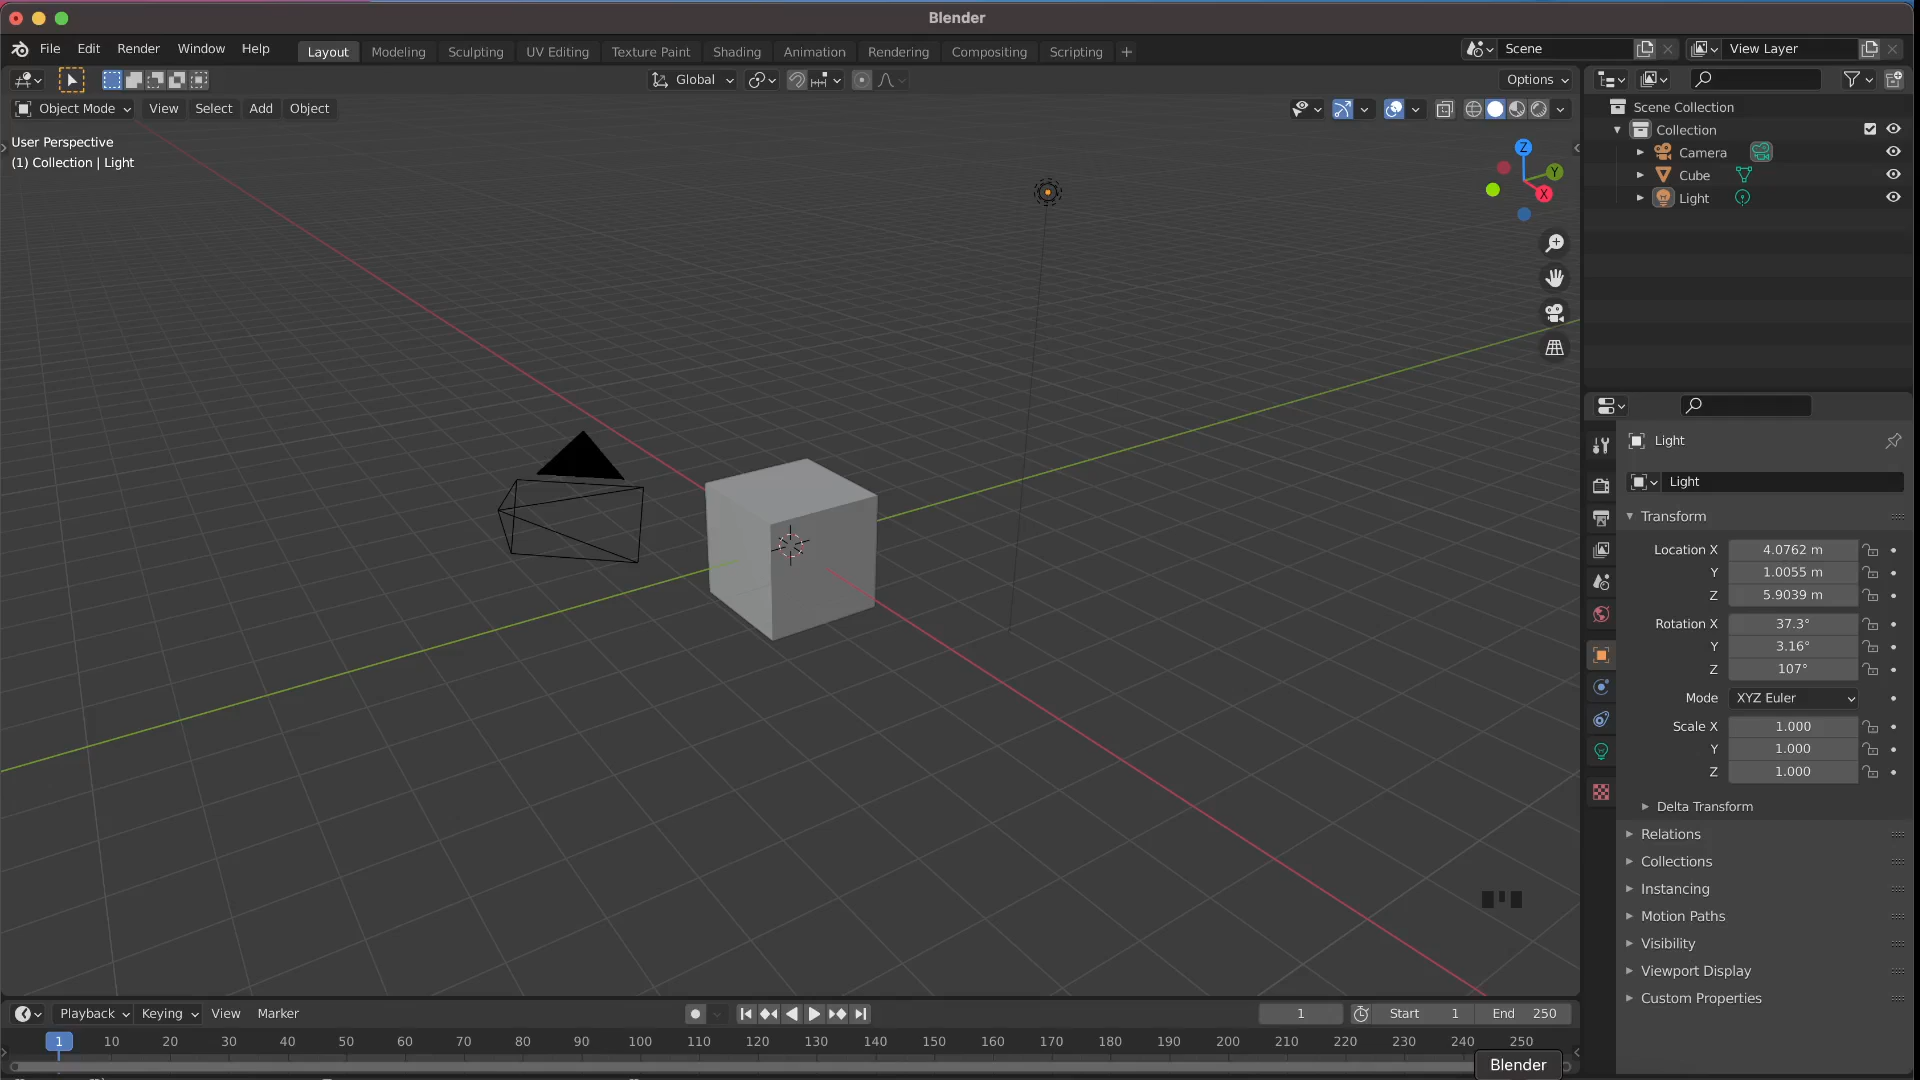 Blender
File Edit Render Window Help Layout Modeling Sculpting UV Editing Texture Paint Shading Animation Rendering Compositing Scripting + Scene View Layer
Global Options
Object Mode View Select Add Object
User Perspective
(1) Collection | Light
Z
Y
X
Scene Collection
Collection
Camera
Cube
Light
Light
Light
Transform
Location X 4.0762 m
Y 1.0055 m
Z 5.9039 m
Rotation X 37.3°
Y 3.16°
Z 107°
Mode XYZ Euler
Scale X 1.000
Y 1.000
Z 1.000
Delta Transform
Relations
Collections
Instancing
Motion Paths
Visibility
Viewport Display
Custom Properties
Playback Keying View Marker 1 Start 1 End 250
1 10 20 30 40 50 60 70 80 90 100 110 120 130 140 150 160 170 180 190 200 210 220 230 240 250
Blender